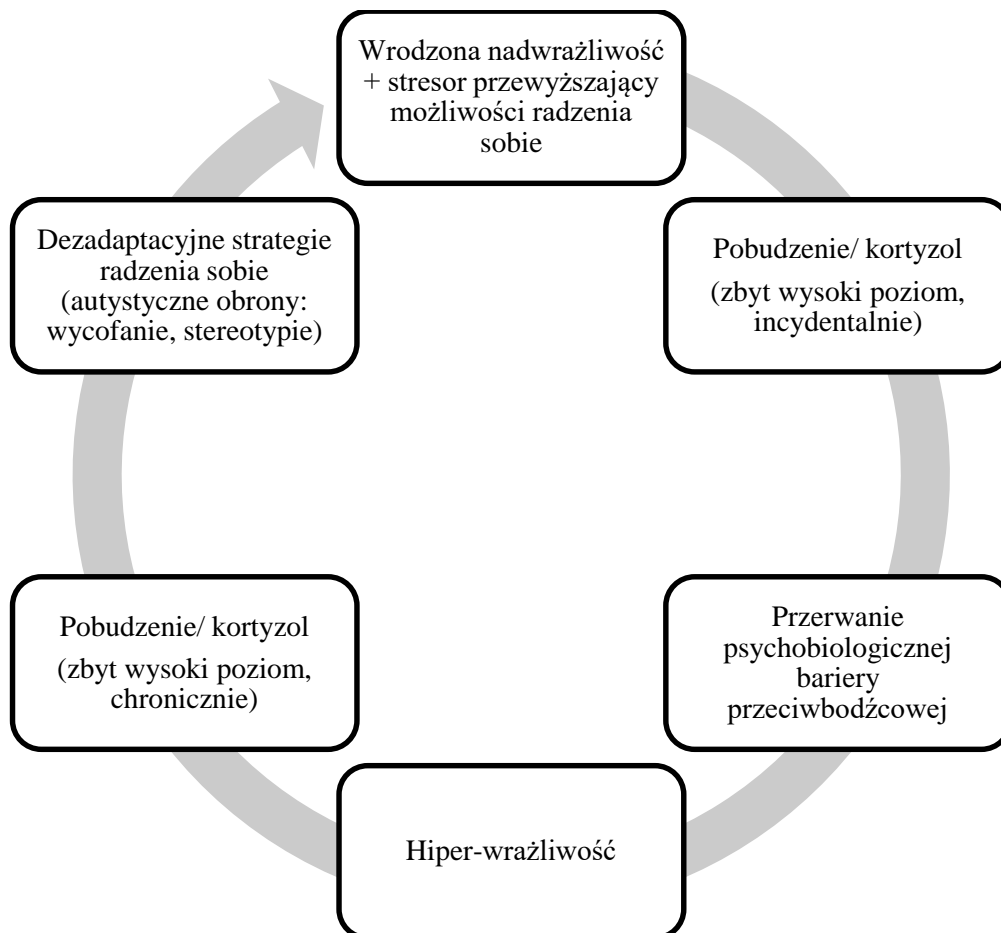 Wrodzona nadwrażliwość
+ stresor przewyższający
możliwości radzenia
sobie
Pobudzenie/ kortyzol
(zbyt wysoki poziom,
incydentalnie)
Przerwanie
psychobiologicznej
bariery
przeciwbodźcowej
Hiper-wrażliwość
Pobudzenie/ kortyzol
(zbyt wysoki poziom,
chronicznie)
Dezadaptacyjne strategie
radzenia sobie
(autystyczne obrony:
wycofanie, stereotypie)